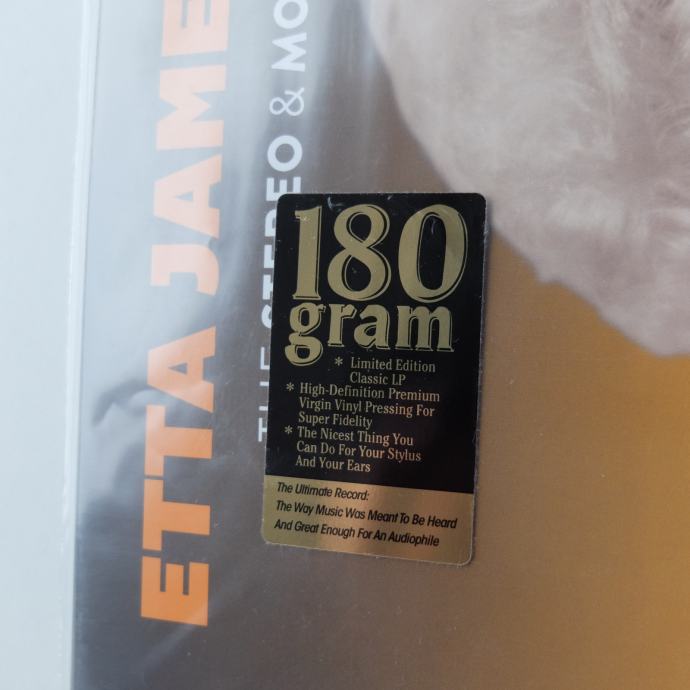 ETTA JAME
THE STEREO & MO
180
gram
* Limited Edition
Classic LP
* High-Definition Premium
Virgin Vinyl Pressing For
Super Fidelity
* The Nicest Thing You
Can Do For Your Stylus
And Your Ears
The Ultimate Record:
The Way Music Was Meant To Be Heard
And Great Enough For An Audiophile